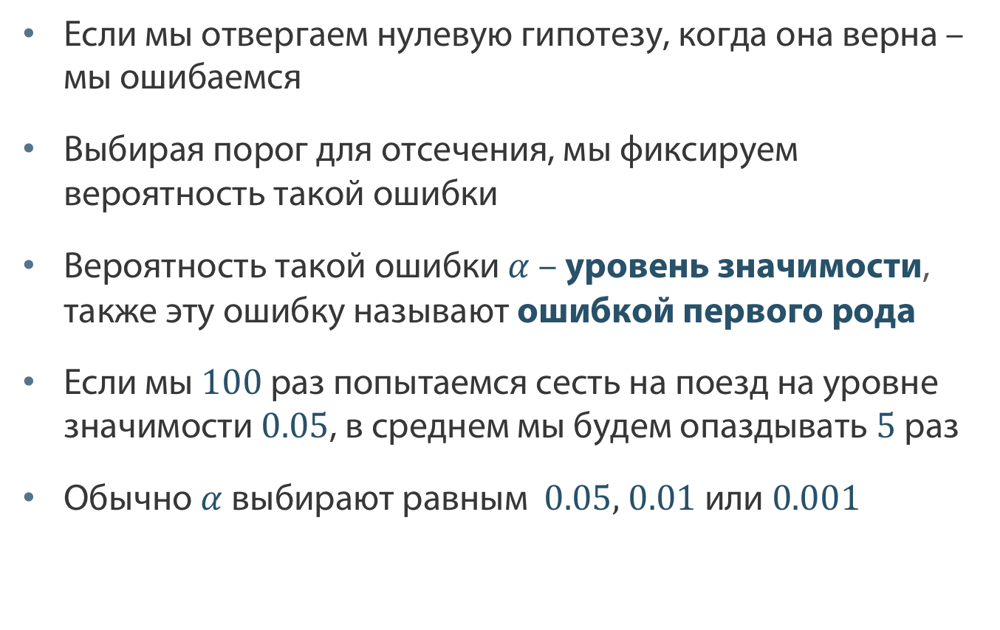 • Если мы отвергаем нулевую гипотезу, когда она верна –
мы ошибаемся
• Выбирая порог для отсечения, мы фиксируем
вероятность такой ошибки
• Вероятность такой ошибки α – уровень значимости,
также эту ошибку называют ошибкой первого рода
• Если мы 100 раз попытаемся сесть на поезд на уровне
значимости 0.05, в среднем мы будем опаздывать 5 раз
• Обычно α выбирают равным 0.05, 0.01 или 0.001